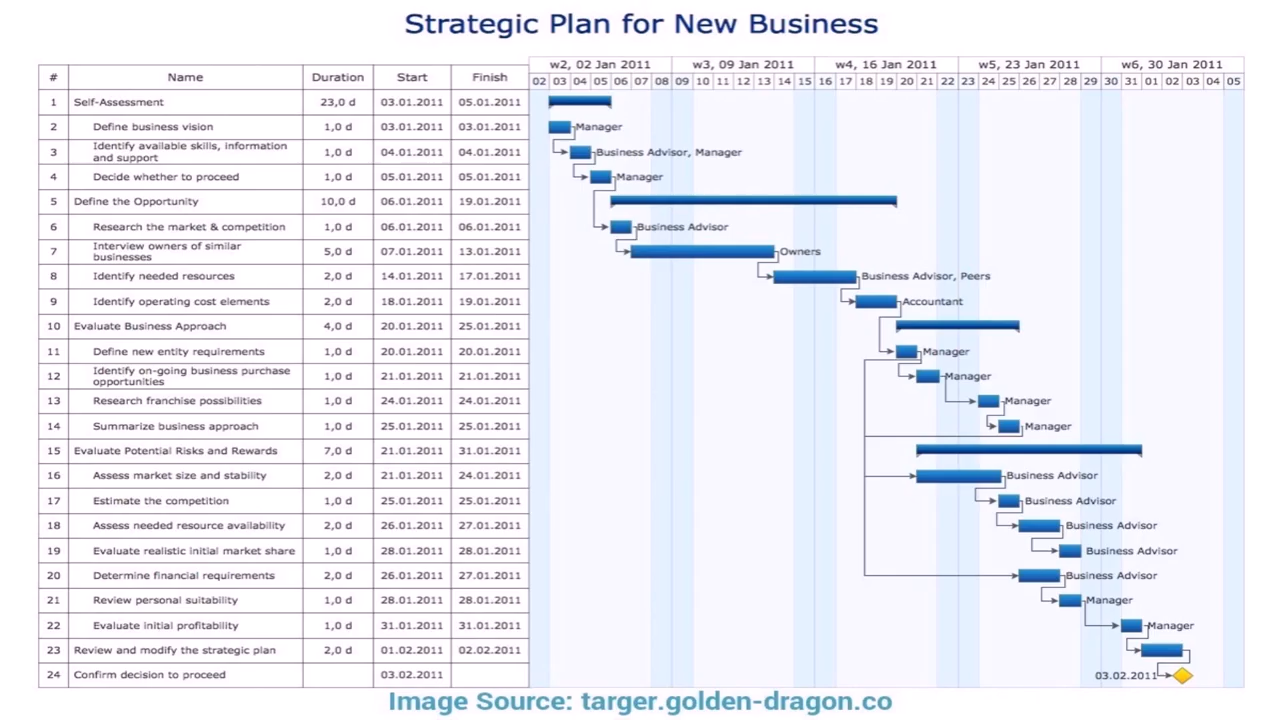 Strategic Plan for New Business
w2, 02 Jan 2011 w3, 09 Jan 2011 w4, 16 Jan 2011 w5, 23 Jan 2011 w6, 30 Jan 2011
# Name Duration Start Finish 02 03 04 05 06 07 08 09 10 11 12 13 14 15 16 17 18 19 20 21 22 23 24 25 26 27 28 29 30 31 01 02 03 04 05
1 Self-Assessment 23,0 d 03.01.2011 05.01.2011
2 Define business vision 1,0 d 03.01.2011 03.01.2011 Manager
3 Identify available skills, information
and support 1,0 d 04.01.2011 04.01.2011 Business Advisor, Manager
4 Decide whether to proceed 1,0 d 05.01.2011 05.01.2011 Manager
5 Define the Opportunity 10,0 d 06.01.2011 19.01.2011
6 Research the market & competition 1,0 d 06.01.2011 06.01.2011 Business Advisor
7 Interview owners of similar
businesses 5,0 d 07.01.2011 13.01.2011 Owners
8 Identify needed resources 2,0 d 14.01.2011 17.01.2011 Business Advisor, Peers
9 Identify operating cost elements 2,0 d 18.01.2011 19.01.2011 Accountant
10 Evaluate Business Approach 4,0 d 20.01.2011 25.01.2011
11 Define new entity requirements 1,0 d 20.01.2011 20.01.2011 Manager
12 Identify on-going business purchase
opportunities 1,0 d 21.01.2011 21.01.2011 Manager
13 Research franchise possibilities 1,0 d 24.01.2011 24.01.2011 Manager
14 Summarize business approach 1,0 d 25.01.2011 25.01.2011 Manager
15 Evaluate Potential Risks and Rewards 7,0 d 21.01.2011 31.01.2011
16 Assess market size and stability 2,0 d 21.01.2011 24.01.2011 Business Advisor
17 Estimate the competition 1,0 d 25.01.2011 25.01.2011 Business Advisor
18 Assess needed resource availability 2,0 d 26.01.2011 27.01.2011 Business Advisor
19 Evaluate realistic initial market share 1,0 d 28.01.2011 28.01.2011 Business Advisor
20 Determine financial requirements 2,0 d 26.01.2011 27.01.2011 Business Advisor
21 Review personal suitability 1,0 d 28.01.2011 28.01.2011 Manager
22 Evaluate initial profitability 1,0 d 31.01.2011 31.01.2011 Manager
23 Review and modify the strategic plan 2,0 d 01.02.2011 02.02.2011
24 Confirm decision to proceed 03.02.2011 03.02.2011
Image Source: targer.golden-dragon.co